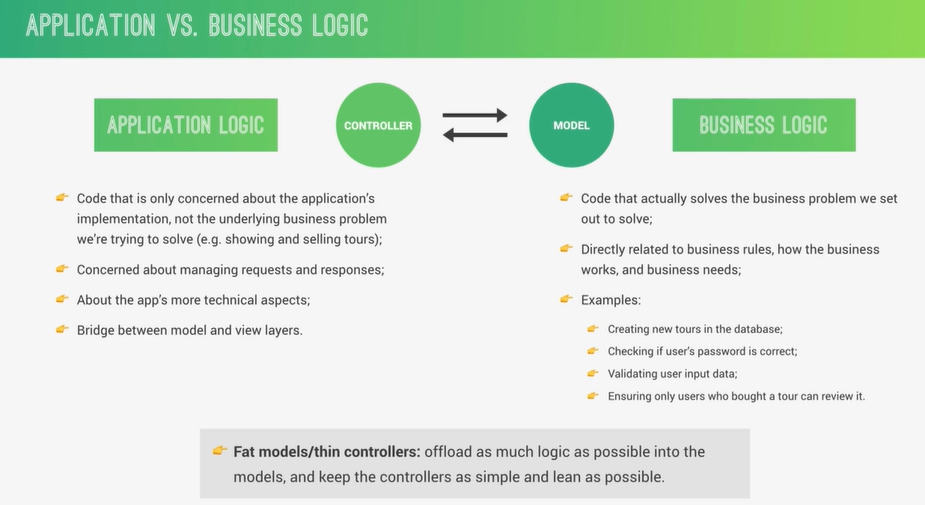 APPLICATION VS. BUSINESS LOGIC
APPLICATION LOGIC
CONTROLLER
MODEL
BUSINESS LOGIC
Code that is only concerned about the application’s
implementation, not the underlying business problem
we’re trying to solve (e.g. showing and selling tours);
Concerned about managing requests and responses;
About the app’s more technical aspects;
Bridge between model and view layers.
Code that actually solves the business problem we set
out to solve;
Directly related to business rules, how the business
works, and business needs;
Examples:
Creating new tours in the database;
Checking if user’s password is correct;
Validating user input data;
Ensuring only users who bought a tour can review it.
Fat models/thin controllers: offload as much logic as possible into the
models, and keep the controllers as simple and lean as possible.